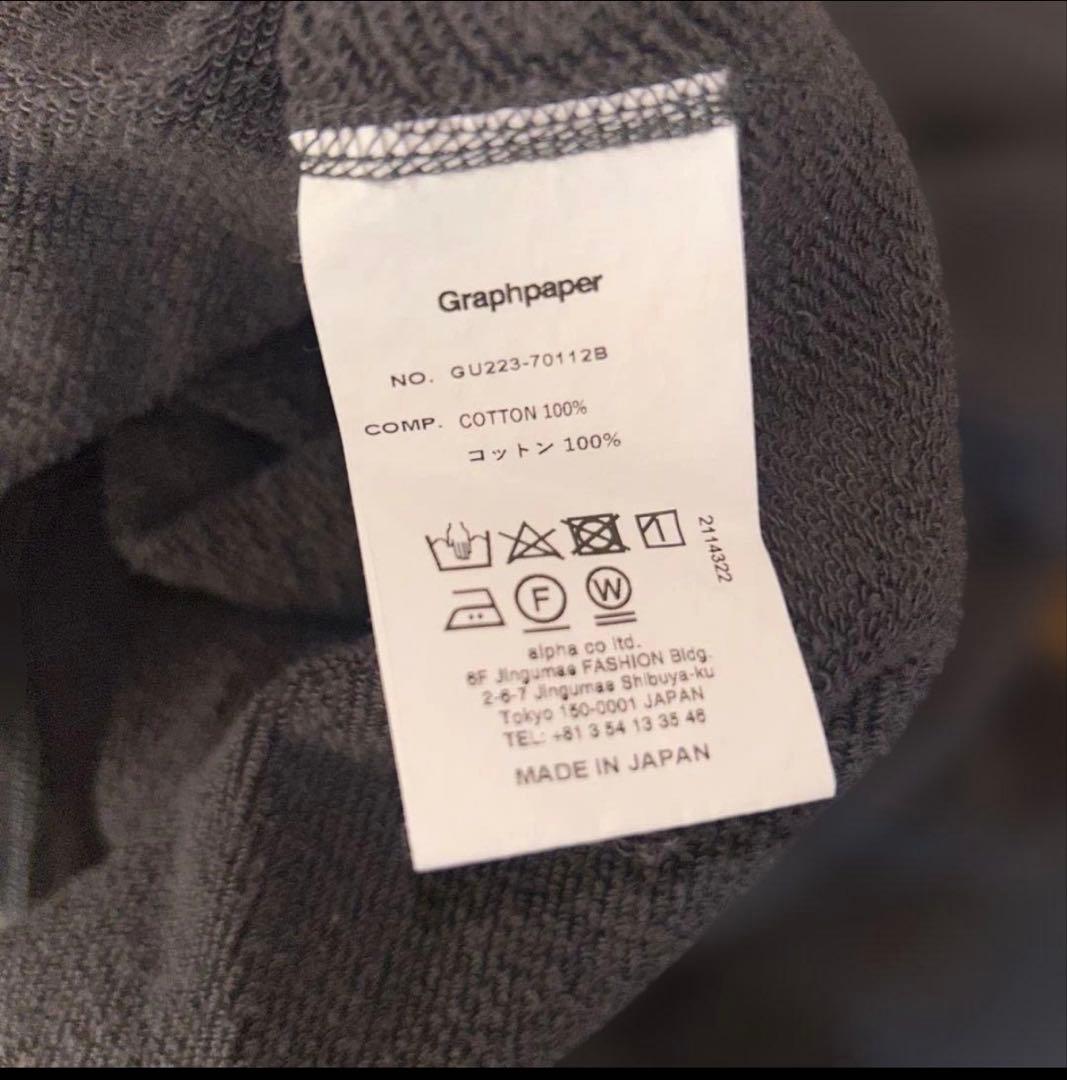 Graphpaper
NO. GU223-70112B
COMP. COTTON 100%
コットン 100%
2114322
F W
alpha co ltd.
6F Jingumae FASHION Bldg.
2-6-7 Jingumae Shibuya-ku
Tokyo 150-0001 JAPAN
TEL: +81 3 54 13 35 48
MADE IN JAPAN